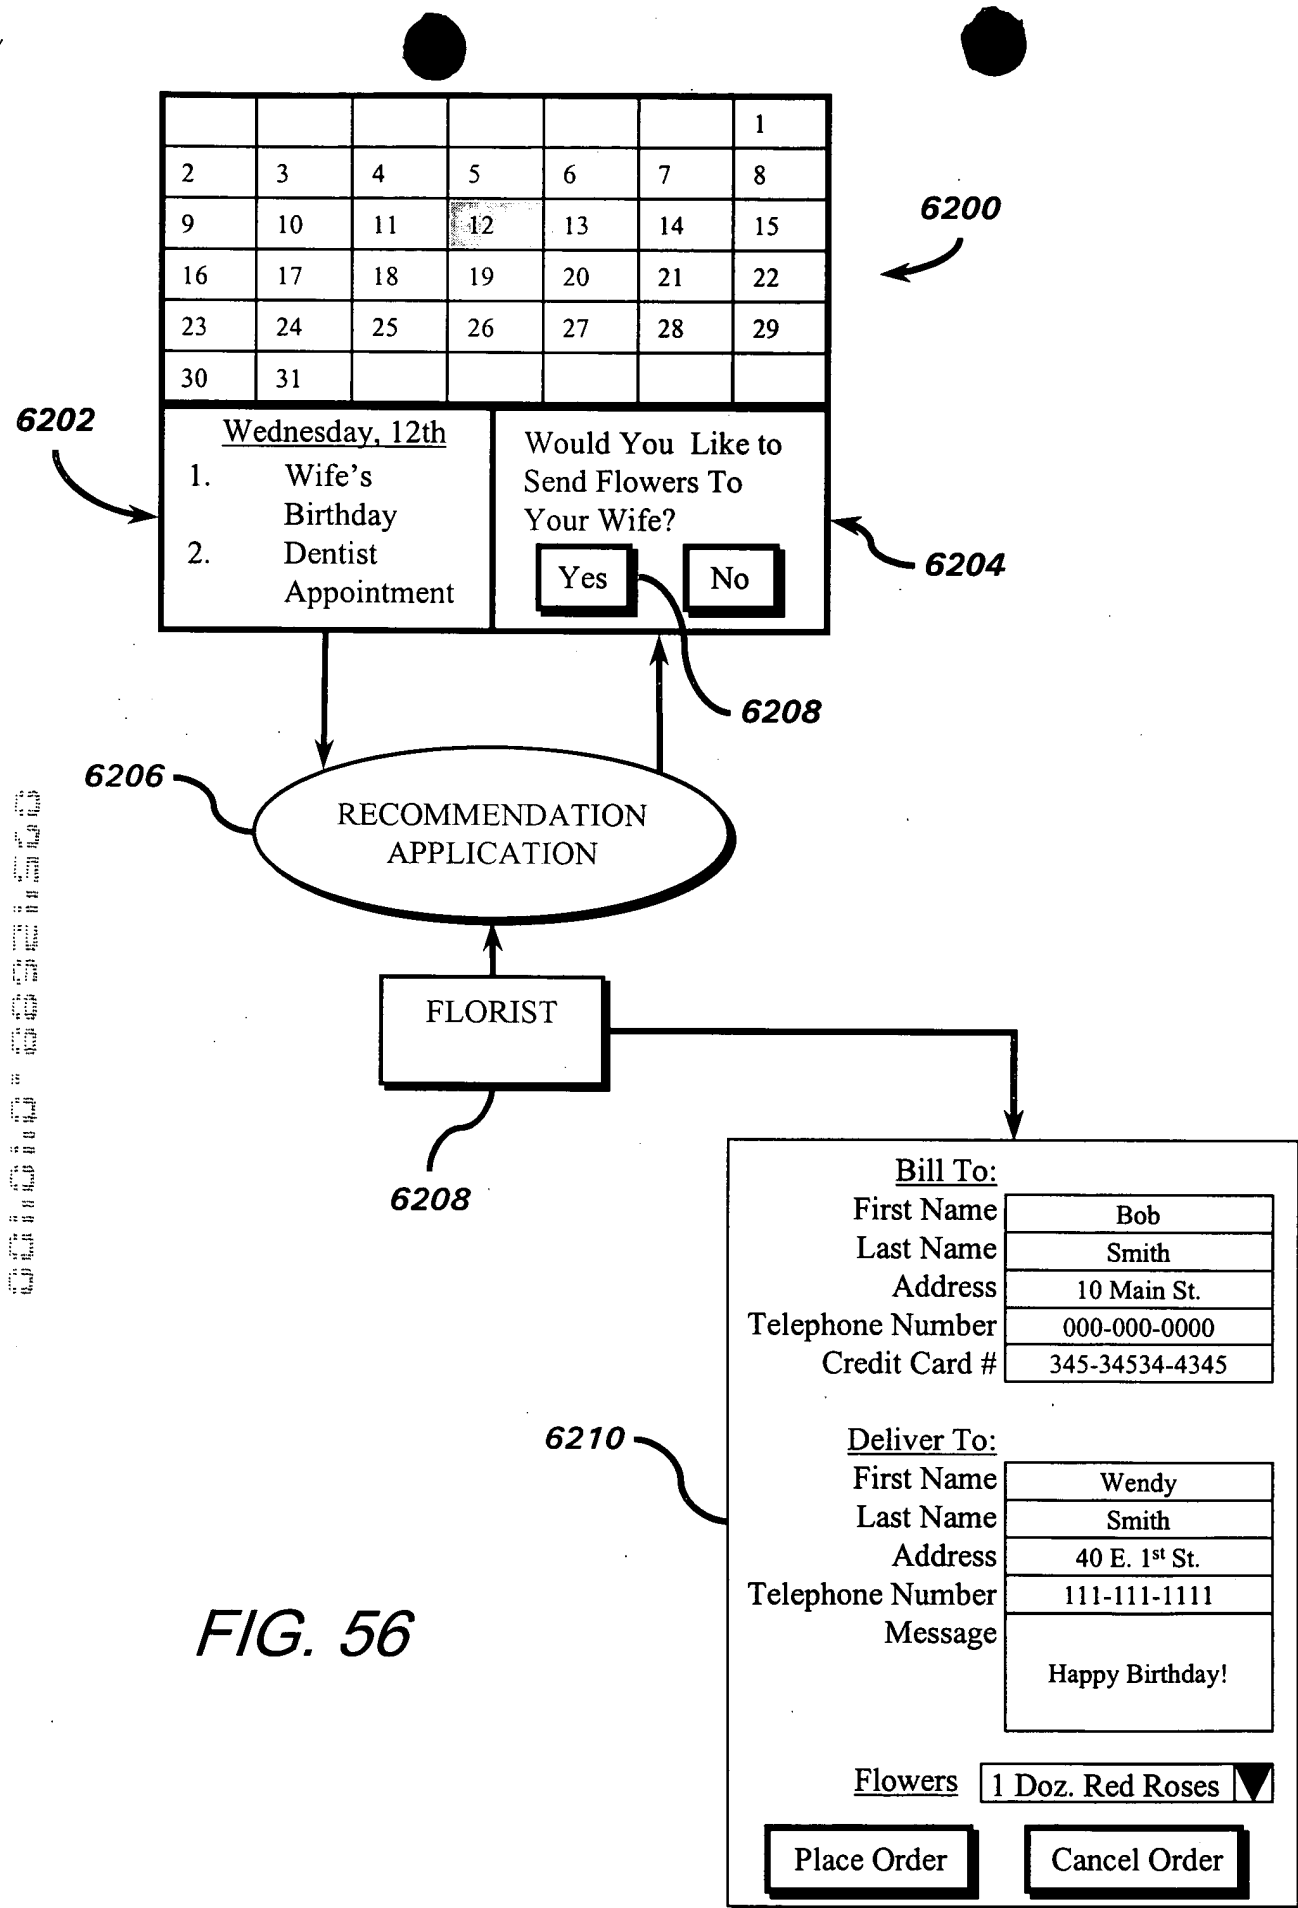 1
2 3 4 5 6 7 8
9 10 11 12 13 14 15
16 17 18 19 20 21 22
23 24 25 26 27 28 29
30 31
6200
6202
Wednesday, 12th
1. Wife's
Birthday
2. Dentist
Appointment
Would You Like to
Send Flowers To
Your Wife?
Yes No
6204
6208
6206
RECOMMENDATION
APPLICATION
FLORIST
6208
Bill To:
First Name Bob
Last Name Smith
Address 10 Main St.
Telephone Number 000-000-0000
Credit Card # 345-34534-4345
6210
Deliver To:
First Name Wendy
Last Name Smith
Address 40 E. 1st St.
Telephone Number 111-111-1111
Message
Happy Birthday!
Flowers 1 Doz. Red Roses
Place Order Cancel Order
FIG. 56